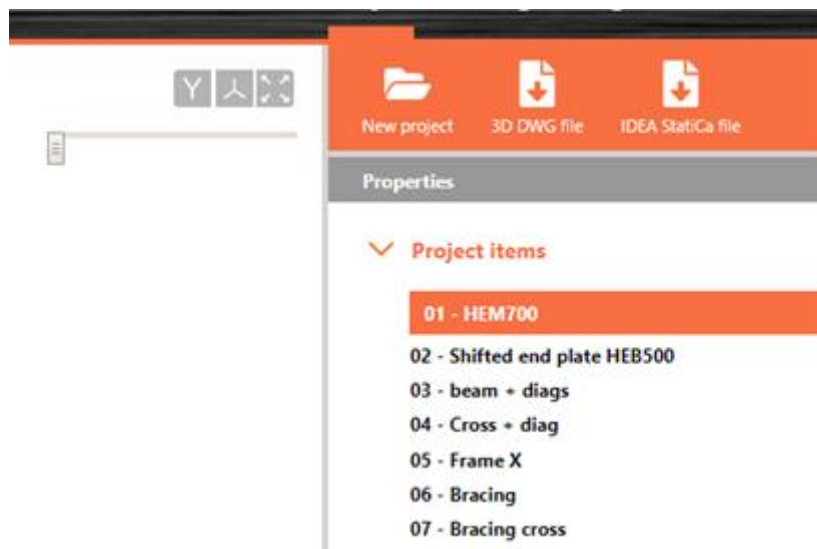 New project 3D DWG file IDEA StatiCa file
Properties
Project items
01 - HEM700
02 - Shifted end plate HEB500
03 - beam + diags
04 - Cross + diag
05 - Frame X
06 - Bracing
07 - Bracing cross